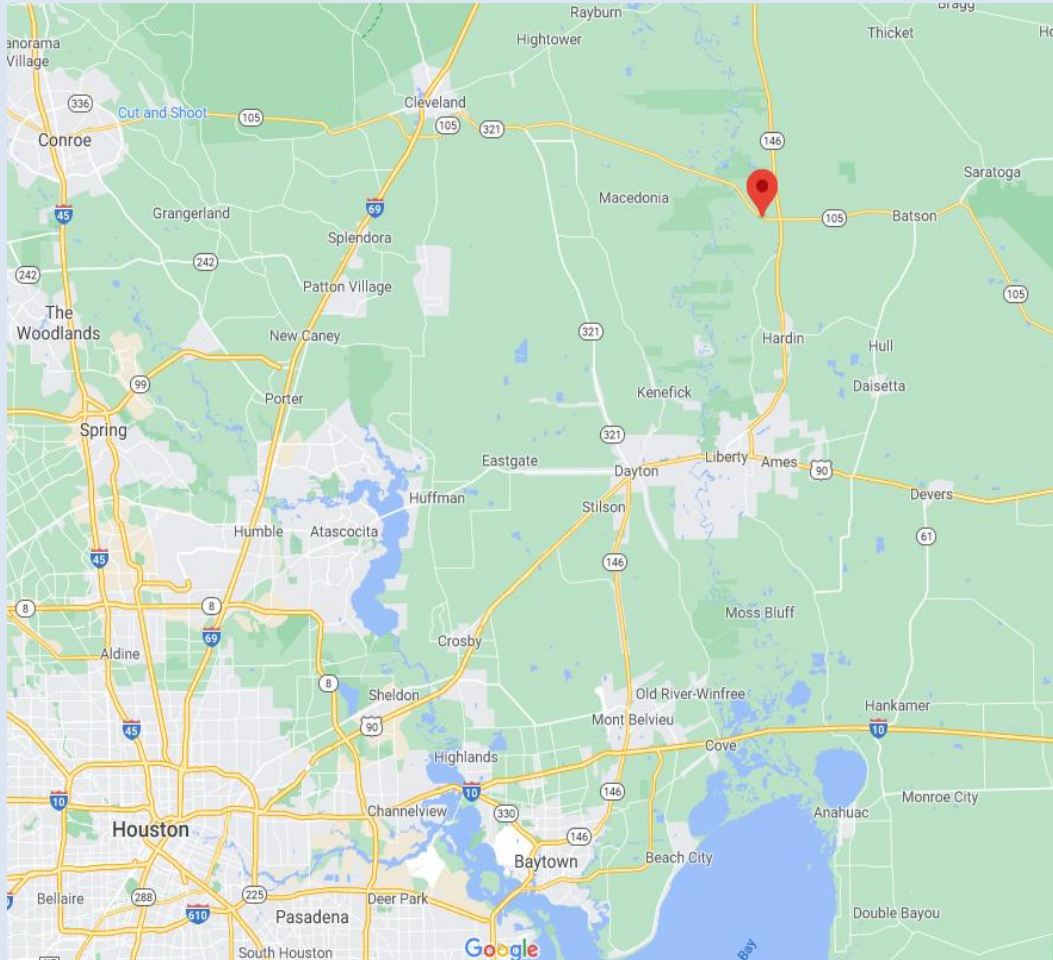 Rayburn
Bragg
Thicket
Ho
anorama
Village
Hightower
336
Cut and Shoot
105
Cleveland
105
321
Conroe
146
Saratoga
Macedonia
45
Grangerland
69
105
Batson
Splendora
242
242
Patton Village
105
The
Woodlands
New Caney
321
Hardin
Hull
99
Daisetta
Porter
Kenefick
Spring
321
Eastgate
Dayton
Liberty
Ames
90
Huffman
Devers
Stilson
Humble
Atascocita
61
45
146
8
8
Moss Bluff
69
Crosby
Aldine
8
Sheldon
Old River-Winfree
Hankamer
90
Mont Belvieu
45
10
Cove
Highlands
10
146
10
Monroe City
Channelview
330
Anahuac
Houston
146
Baytown
Beach City
Bellaire
288
225
Deer Park
610
Pasadena
Double Bayou
Google
South Houston
Bay